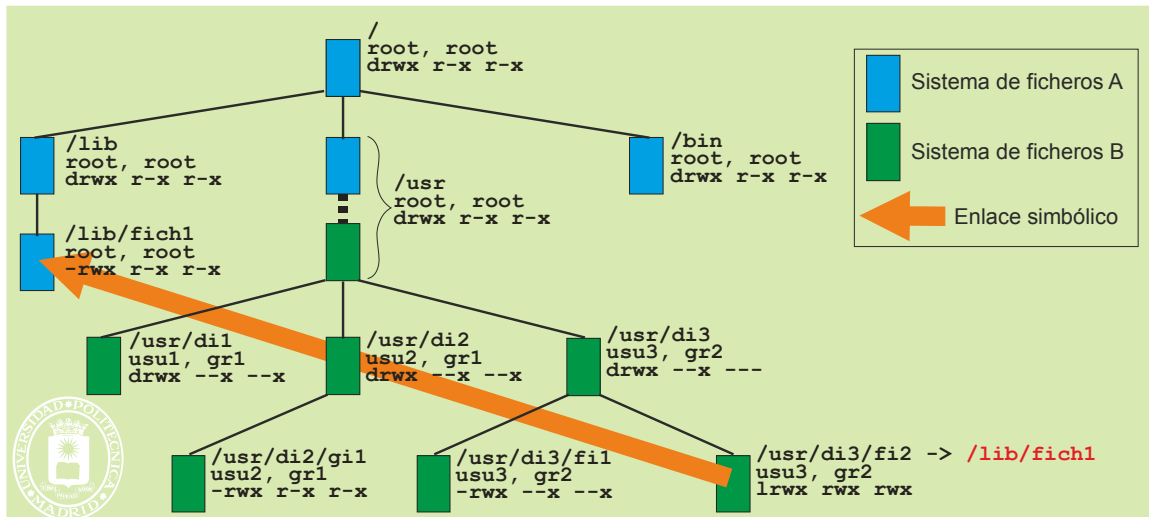 /
root, root
drwx r-x r-x
Sistema de ficheros A
Sistema de ficheros B
Enlace simbólico
/lib
root, root
drwx r-x r-x
/usr
root, root
drwx r-x r-x
/bin
root, root
drwx r-x r-x
/lib/fich1
root, root
-rwx r-x r-x
/usr/di1
usu1, gr1
drwx --x --x
/usr/di2
usu2, gr1
drwx --x --x
/usr/di3
usu3, gr2
drwx --x ---
/usr/di2/gi1
usu2, gr1
-rwx r-x r-x
/usr/di3/fi1
usu3, gr2
-rwx --x --x
/usr/di3/fi2 -> /lib/fich1
usu3, gr2
lrwx rwx rwx
UNIVERSIDAD POLITECNICA
MADRID